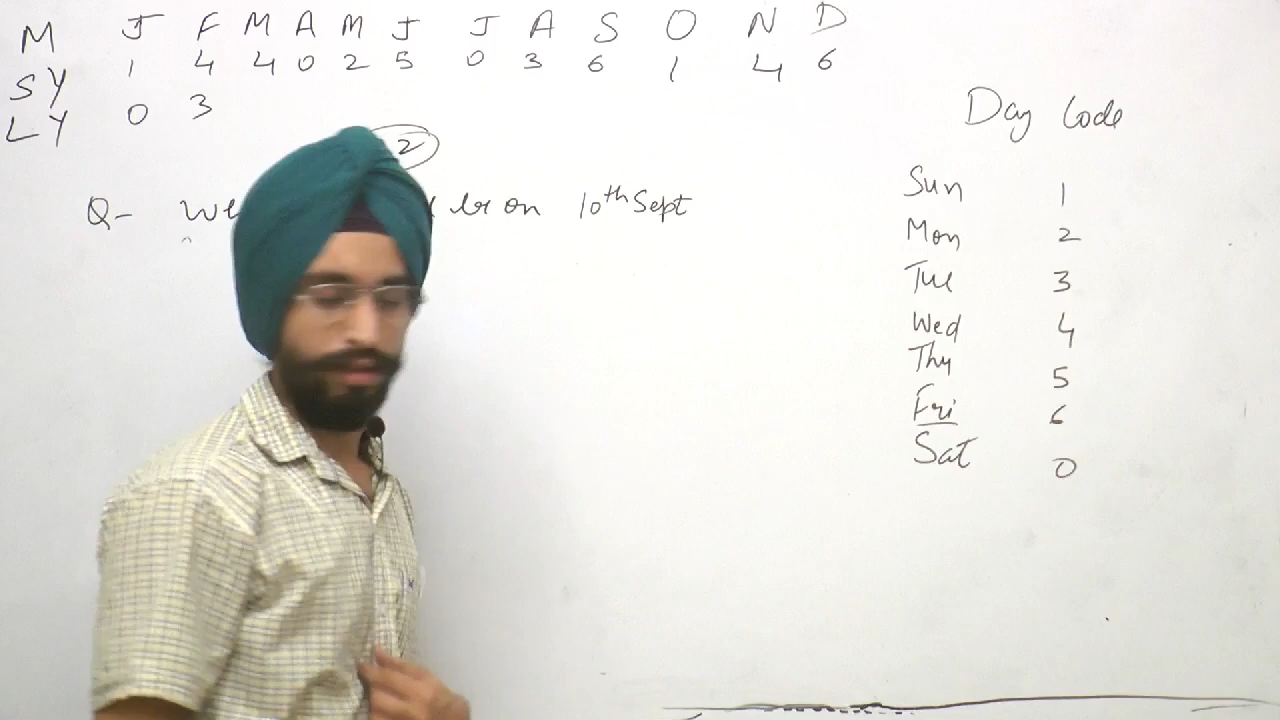 M J F M A M J J A S O N D
SY 1 4 4 0 2 5 0 3 6 1 4 6
LY 0 3
2
Q- be on 10th Sept
Day Code
Sun 1
Mon 2
Tue 3
Wed 4
Thu 5
Fri 6
Sat 0